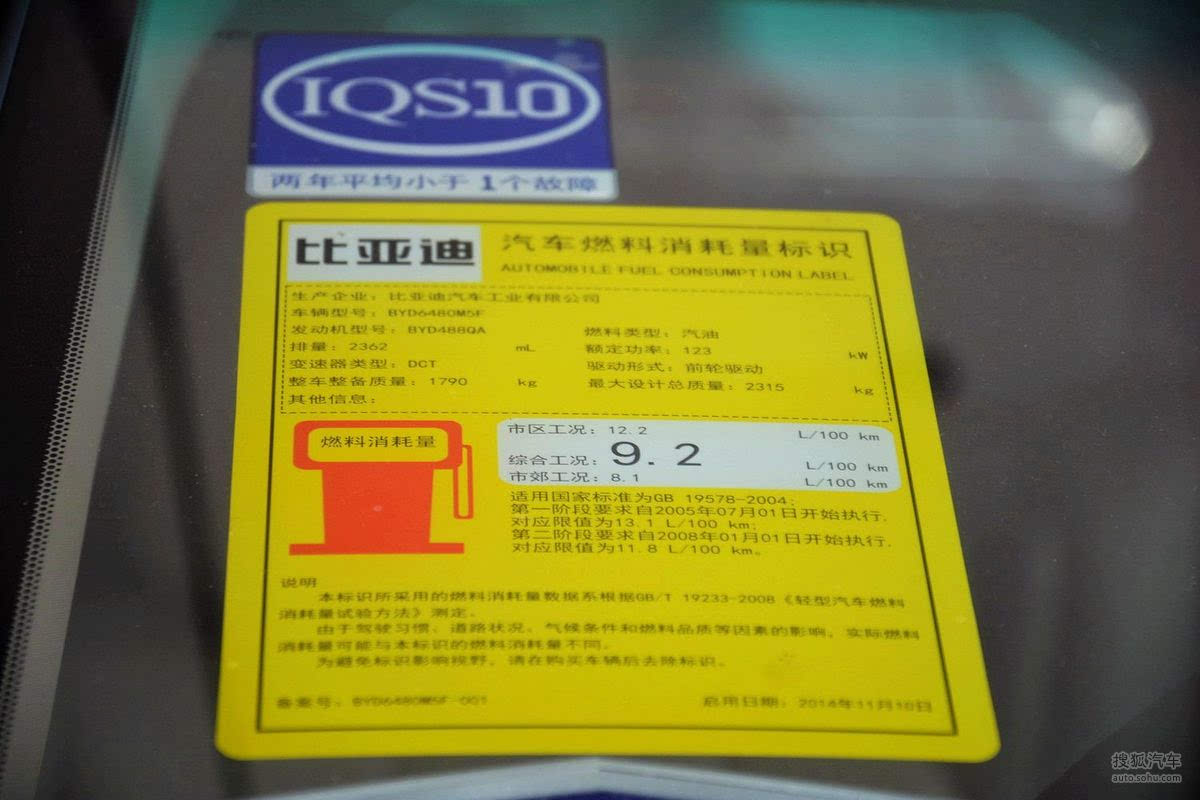 IQS10
两年平均小于1个故障
比亚迪
汽车燃料消耗量标识
AUTOMOBILE FUEL CONSUMPTION LABEL
生产企业：比亚迪汽车工业有限公司
车辆型号：BYD6480M5F
发动机型号：BYD488QA 燃料类型：汽油
排量：2362 mL 额定功率：123 kW
变速器类型：DCT 驱动形式：前轮驱动
整车整备质量：1790 kg 最大设计总质量：2315 kg
其他信息：
燃料消耗量
市区工况：12.2 L/100 km
综合工况：9.2 L/100 km
市郊工况：8.1 L/100 km
适用国家标准为GB 19578-2004;
第一阶段要求自2005年07月01日开始执行,
对应限值为13.1 L/100 km;
第二阶段要求自2008年01月01日开始执行,
对应限值为11.8 L/100 km。
说明
本标识所采用的燃料消耗量数据系根据GB/T 19233-2008《轻型汽车燃料
消耗量试验方法》测定。
由于驾驶习惯、道路状况、气候条件和燃料品质等因素的影响，实际燃料
消耗量可能与本标识的燃料消耗量不同。
为避免标识影响视野，请在购买车辆后去除标识。
备案号：BYD6480M5F-001 启用日期：2014年11月10日
搜狐汽车
auto.sohu.com